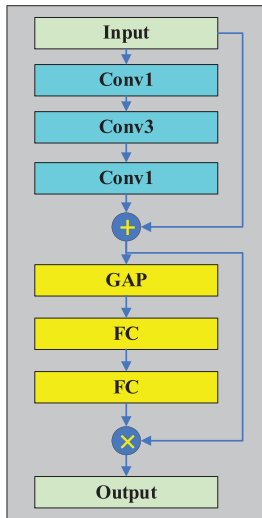 Input
Conv1
Conv3
Conv1
+
GAP
FC
FC
×
Output